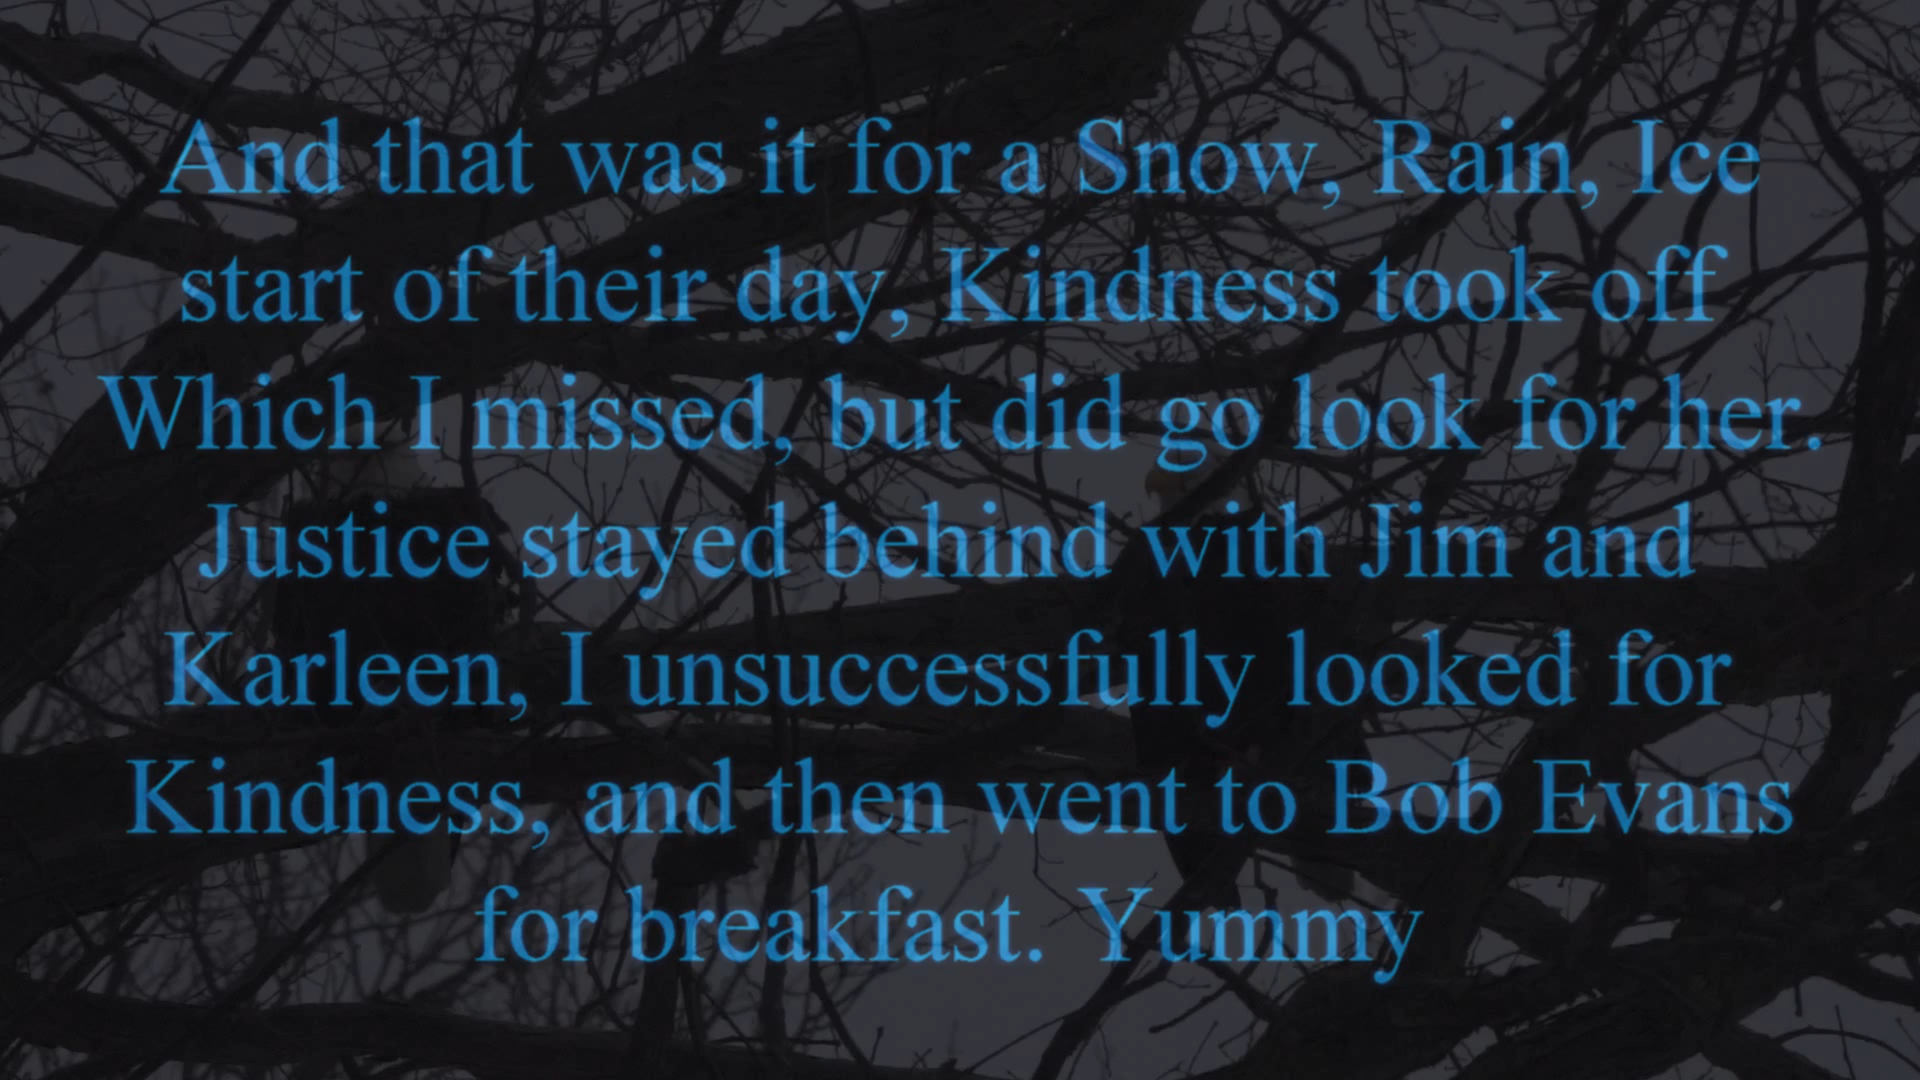 And that was it for a Snow, Rain, Ice
start of their day, Kindness took off
Which I missed, but did go look for her.
Justice stayed behind with Jim and
Karleen, I unsuccessfully looked for
Kindness, and then went to Bob Evans
for breakfast. Yummy